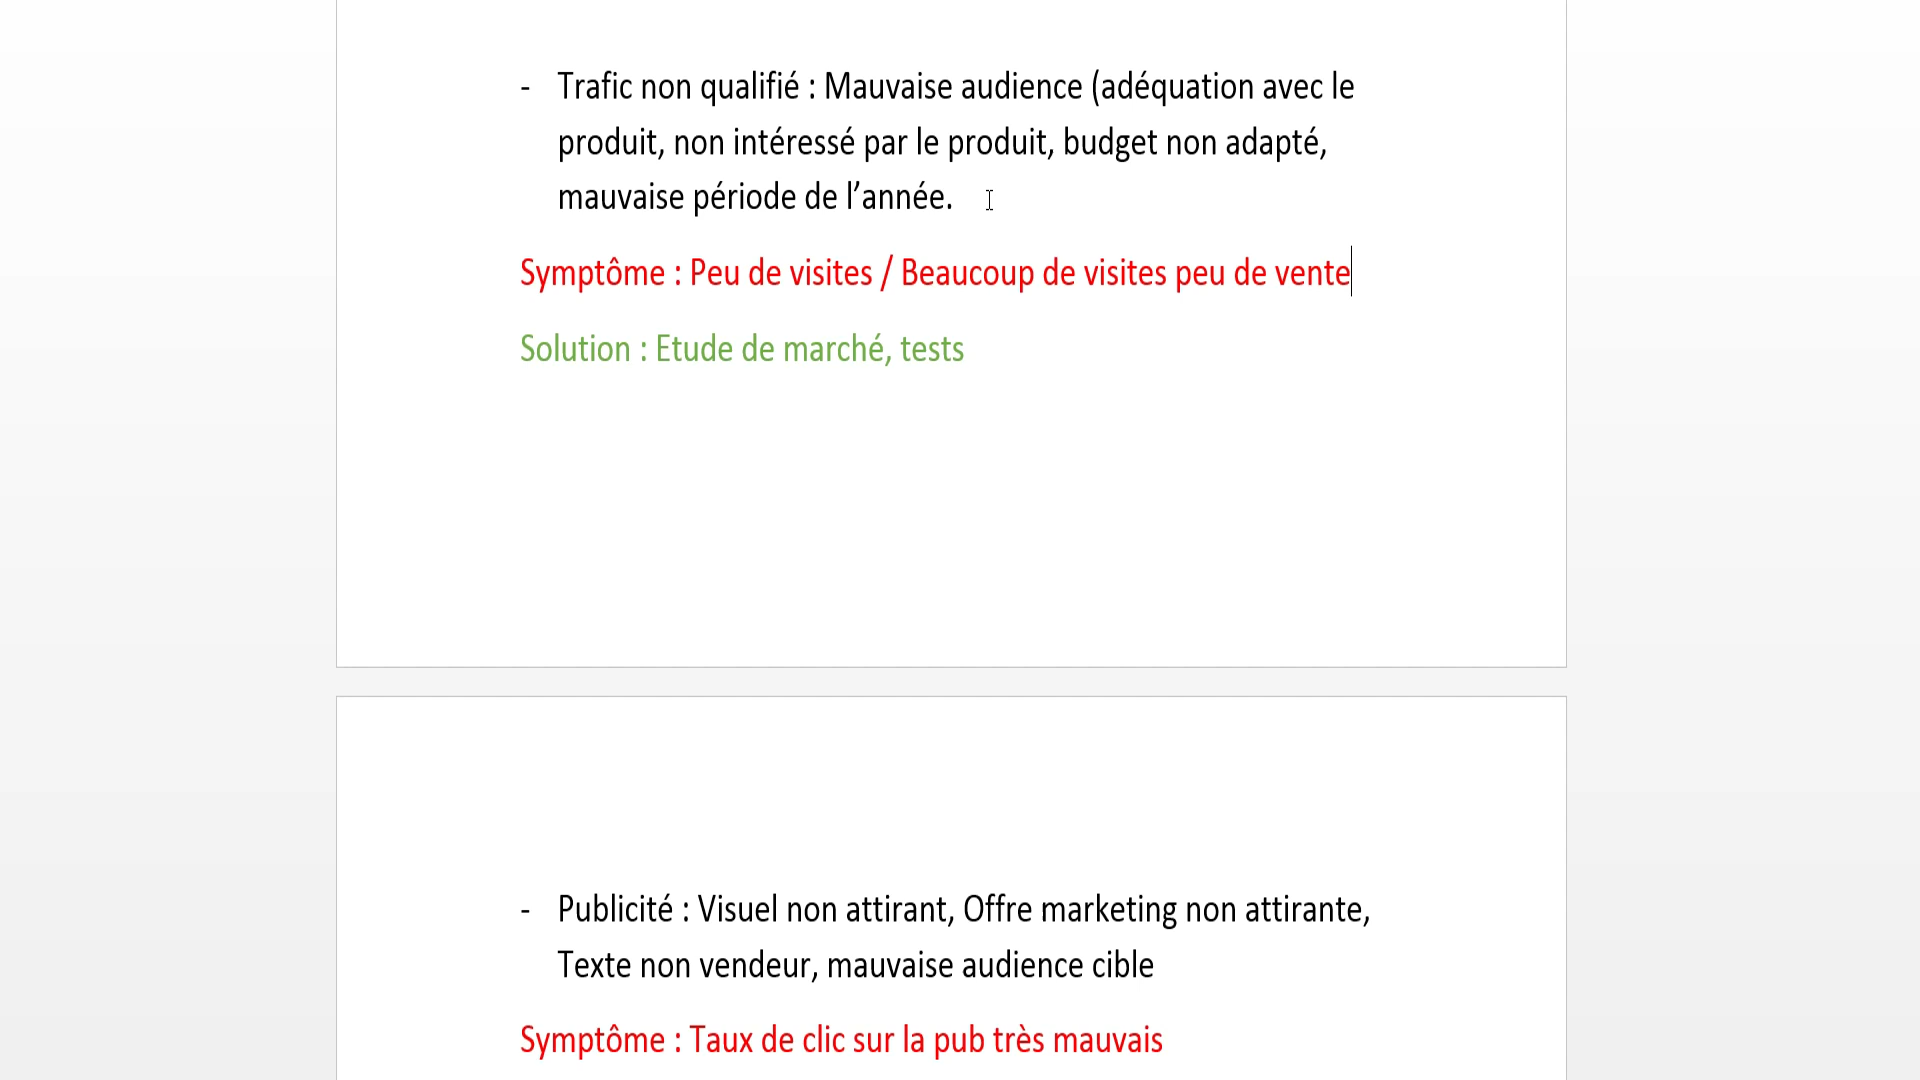 - Trafic non qualifié : Mauvaise audience (adéquation avec le
produit, non intéressé par le produit, budget non adapté,
mauvaise période de l’année.
Symptôme : Peu de visites / Beaucoup de visites peu de vente
Solution : Etude de marché, tests
- Publicité : Visuel non attirant, Offre marketing non attirante,
Texte non vendeur, mauvaise audience cible
Symptôme : Taux de clic sur la pub très mauvais